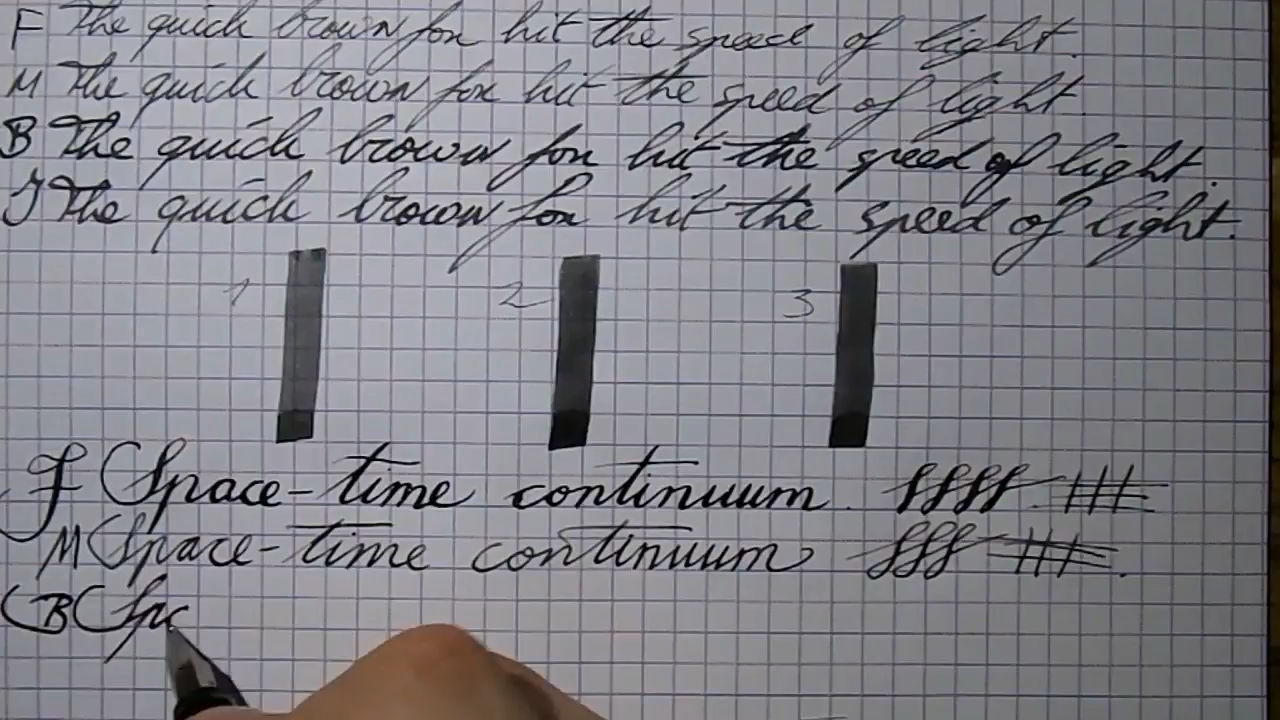 F The quick brown fox hit the speed of light.
M The quick brown fox hit the speed of light
B The quick brown fox hit the speed of light.
J The quick brown fox hit the speed of light.
1 2 3
F Space-time continuum.
M Space-time continuum
B Spa